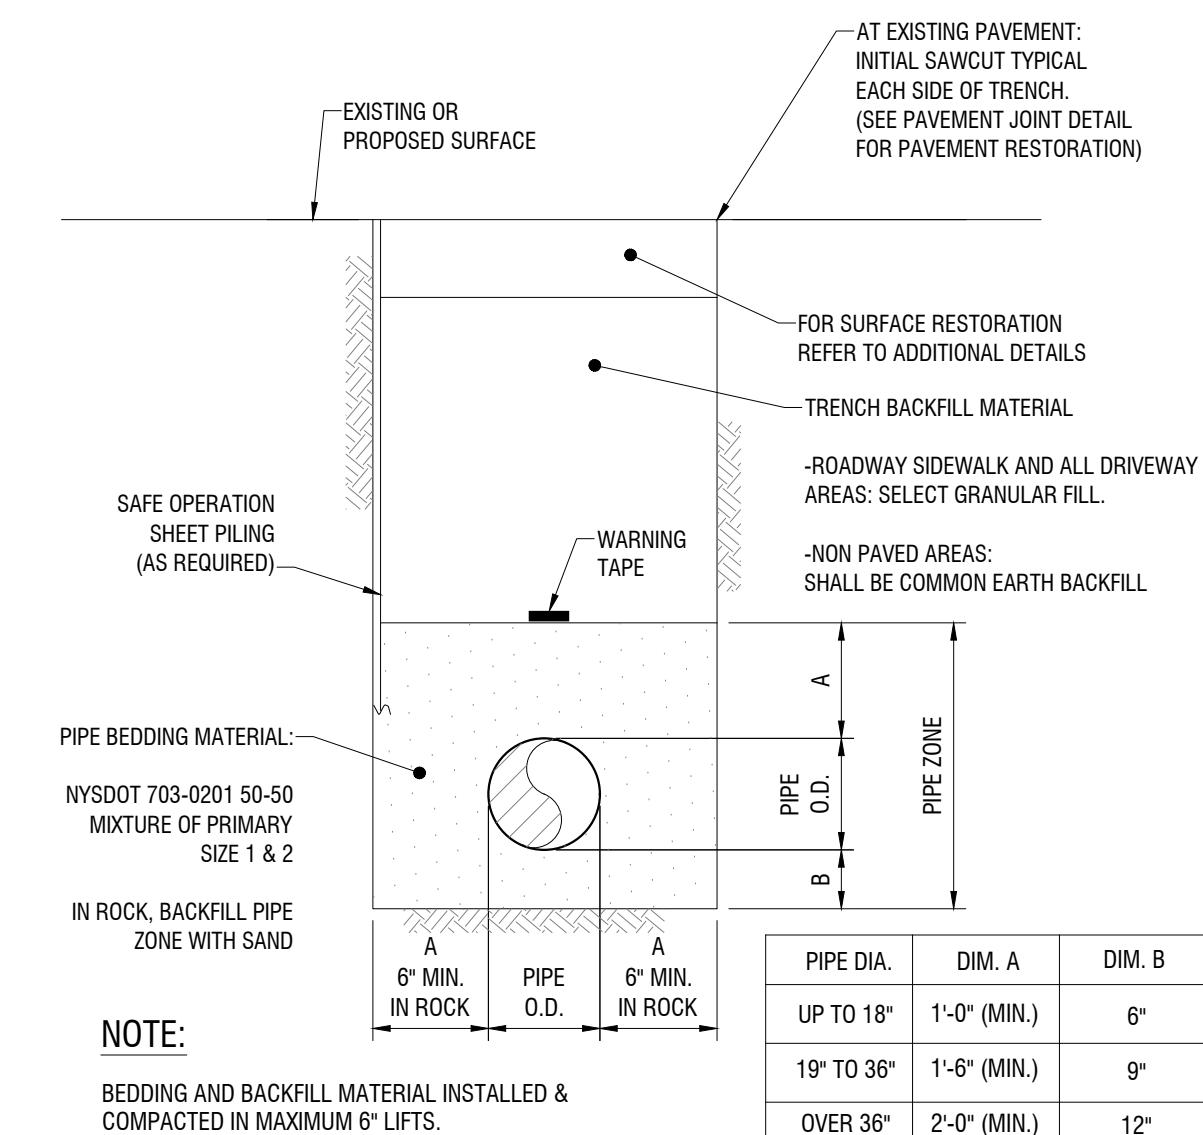 AT EXISTING PAVEMENT:
INITIAL SAWCUT TYPICAL
EACH SIDE OF TRENCH.
(SEE PAVEMENT JOINT DETAIL
FOR PAVEMENT RESTORATION)
EXISTING OR
PROPOSED SURFACE
FOR SURFACE RESTORATION
REFER TO ADDITIONAL DETAILS
TRENCH BACKFILL MATERIAL
-ROADWAY SIDEWALK AND ALL DRIVEWAY
AREAS: SELECT GRANULAR FILL.
-NON PAVED AREAS:
SHALL BE COMMON EARTH BACKFILL
SAFE OPERATION
SHEET PILING
(AS REQUIRED)
WARNING
TAPE
A
PIPE
O.D.
B
PIPE ZONE
PIPE BEDDING MATERIAL:
NYSDOT 703-0201 50-50
MIXTURE OF PRIMARY
SIZE 1 & 2
IN ROCK, BACKFILL PIPE
ZONE WITH SAND
A
6" MIN.
IN ROCK
PIPE
O.D.
A
6" MIN.
IN ROCK
PIPE DIA. DIM. A DIM. B
UP TO 18" 1'-0" (MIN.) 6"
19" TO 36" 1'-6" (MIN.) 9"
OVER 36" 2'-0" (MIN.) 12"
NOTE:
BEDDING AND BACKFILL MATERIAL INSTALLED &
COMPACTED IN MAXIMUM 6" LIFTS.